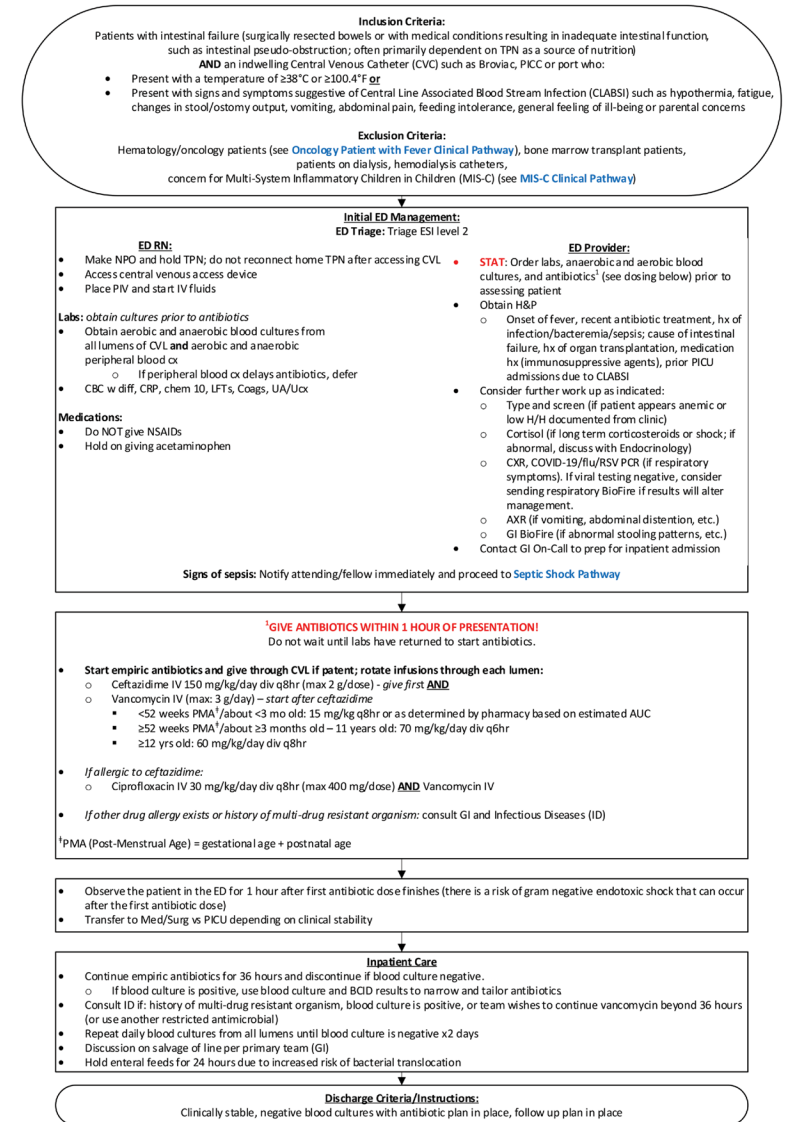 Inclusion Criteria:
Patients with intestinal failure (surgically resected bowels or with medical conditions resulting in inadequate intestinal function,
such as intestinal pseudo-obstruction; often primarily dependent on TPN as a source of nutrition)
AND an indwelling Central Venous Catheter (CVC) such as Broviac, PICC or port who:
• Present with a temperature of ≥38°C or ≥100.4°F or
• Present with signs and symptoms suggestive of Central Line Associated Blood Stream Infection (CLABSI) such as hypothermia, fatigue,
changes in stool/ostomy output, vomiting, abdominal pain, feeding intolerance, general feeling of ill-being or parental concerns
Exclusion Criteria:
Hematology/oncology patients (see Oncology Patient with Fever Clinical Pathway), bone marrow transplant patients,
patients on dialysis, hemodialysis catheters,
concern for Multi-System Inflammatory Children in Children (MIS-C) (see MIS-C Clinical Pathway)
Initial ED Management:
ED Triage: Triage ESI level 2
ED RN:
• Make NPO and hold TPN; do not reconnect home TPN after accessing CVL
• Access central venous access device
• Place PIV and start IV fluids
Labs: obtain cultures prior to antibiotics
• Obtain aerobic and anaerobic blood cultures from
all lumens of CVL and aerobic and anaerobic
peripheral blood cx
o If peripheral blood cx delays antibiotics, defer
• CBC w diff, CRP, chem 10, LFTs, Coags, UA/Ucx
Medications:
• Do NOT give NSAIDs
• Hold on giving acetaminophen
ED Provider:
• STAT: Order labs, anaerobic and aerobic blood
cultures, and antibiotics¹ (see dosing below) prior to
assessing patient
• Obtain H&P
o Onset of fever, recent antibiotic treatment, hx of
infection/bacteremia/sepsis; cause of intestinal
failure, hx of organ transplantation, medication
hx (immunosuppressive agents), prior PICU
admissions due to CLABSI
• Consider further work up as indicated:
o Type and screen (if patient appears anemic or
low H/H documented from clinic)
o Cortisol (if long term corticosteroids or shock; if
abnormal, discuss with Endocrinology)
o CXR, COVID-19/flu/RSV PCR (if respiratory
symptoms). If viral testing negative, consider
sending respiratory BioFire if results will alter
management.
o AXR (if vomiting, abdominal distention, etc.)
o GI BioFire (if abnormal stooling patterns, etc.)
• Contact GI On-Call to prep for inpatient admission
Signs of sepsis: Notify attending/fellow immediately and proceed to Septic Shock Pathway
¹GIVE ANTIBIOTICS WITHIN 1 HOUR OF PRESENTATION!
Do not wait until labs have returned to start antibiotics.
• Start empiric antibiotics and give through CVL if patent; rotate infusions through each lumen:
o Ceftazidime IV 150 mg/kg/day div q8hr (max 2 g/dose) - give first AND
o Vancomycin IV (max: 3 g/day) – start after ceftazidime
▪ <52 weeks PMA‡/about <3 mo old: 15 mg/kg q8hr or as determined by pharmacy based on estimated AUC
▪ ≥52 weeks PMA‡/about ≥3 months old – 11 years old: 70 mg/kg/day div q6hr
▪ ≥12 yrs old: 60 mg/kg/day div q8hr
• If allergic to ceftazidime:
o Ciprofloxacin IV 30 mg/kg/day div q8hr (max 400 mg/dose) AND Vancomycin IV
• If other drug allergy exists or history of multi-drug resistant organism: consult GI and Infectious Diseases (ID)
‡PMA (Post-Menstrual Age) = gestational age + postnatal age
• Observe the patient in the ED for 1 hour after first antibiotic dose finishes (there is a risk of gram negative endotoxic shock that can occur
after the first antibiotic dose)
• Transfer to Med/Surg vs PICU depending on clinical stability
Inpatient Care
• Continue empiric antibiotics for 36 hours and discontinue if blood culture negative.
o If blood culture is positive, use blood culture and BCID results to narrow and tailor antibiotics
• Consult ID if: history of multi-drug resistant organism, blood culture is positive, or team wishes to continue vancomycin beyond 36 hours
(or use another restricted antimicrobial)
• Repeat daily blood cultures from all lumens until blood culture is negative x2 days
• Discussion on salvage of line per primary team (GI)
• Hold enteral feeds for 24 hours due to increased risk of bacterial translocation
Discharge Criteria/Instructions:
Clinically stable, negative blood cultures with antibiotic plan in place, follow up plan in place